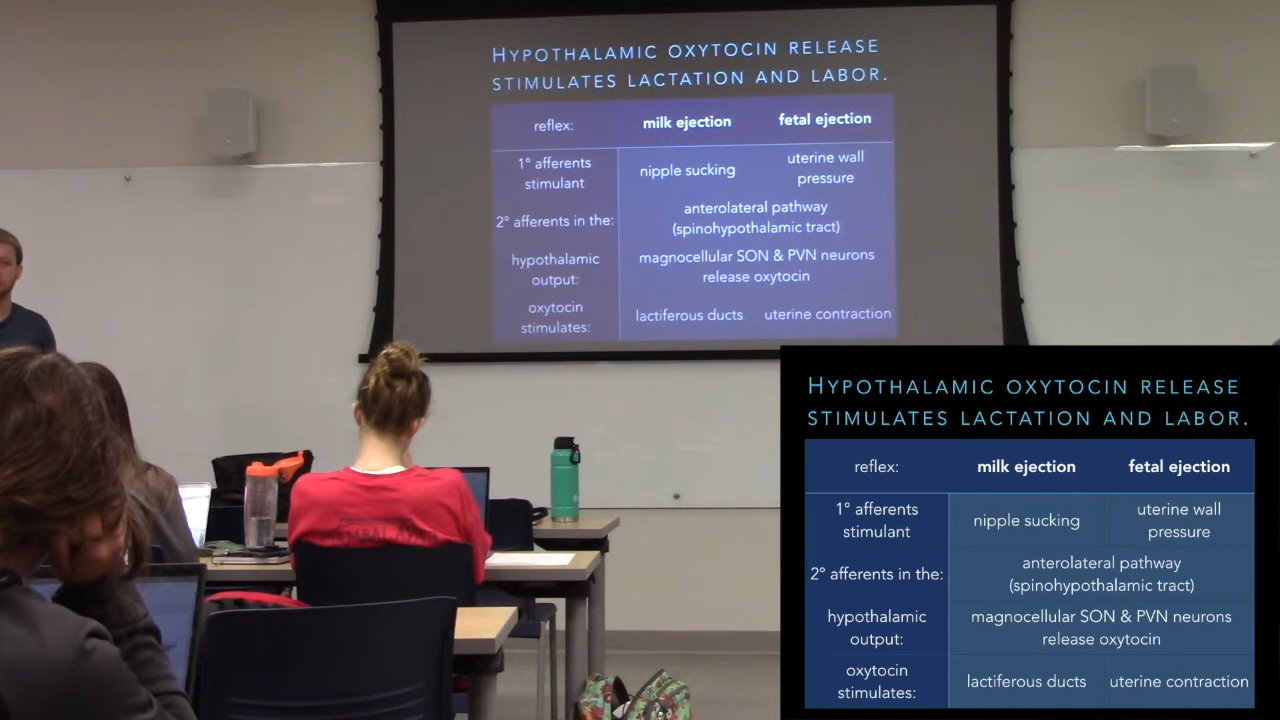 HYPOTHALAMIC OXYTOCIN RELEASE
STIMULATES LACTATION AND LABOR.
reflex: milk ejection fetal ejection
1° afferents stimulant nipple sucking uterine wall pressure
2° afferents in the: anterolateral pathway (spinohypothalamic tract)
hypothalamic output: magnocellular SON & PVN neurons release oxytocin
oxytocin stimulates: lactiferous ducts uterine contraction
HYPOTHALAMIC OXYTOCIN RELEASE
STIMULATES LACTATION AND LABOR.
reflex: milk ejection fetal ejection
1° afferents stimulant nipple sucking uterine wall pressure
2° afferents in the: anterolateral pathway (spinohypothalamic tract)
hypothalamic output: magnocellular SON & PVN neurons release oxytocin
oxytocin stimulates: lactiferous ducts uterine contraction